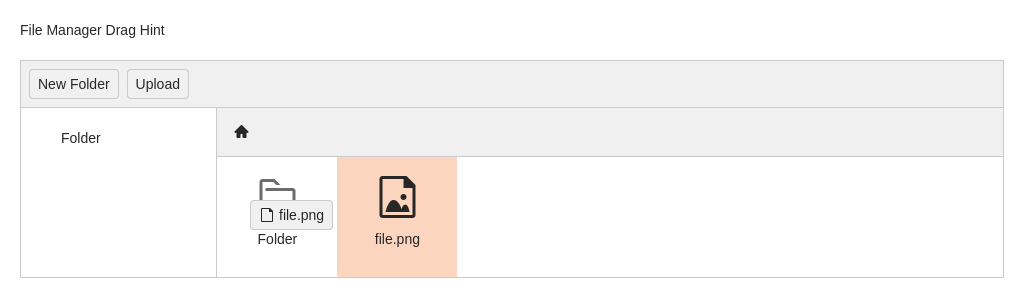 File Manager Drag Hint
New Folder Upload
Folder
file.png
Folder file.png